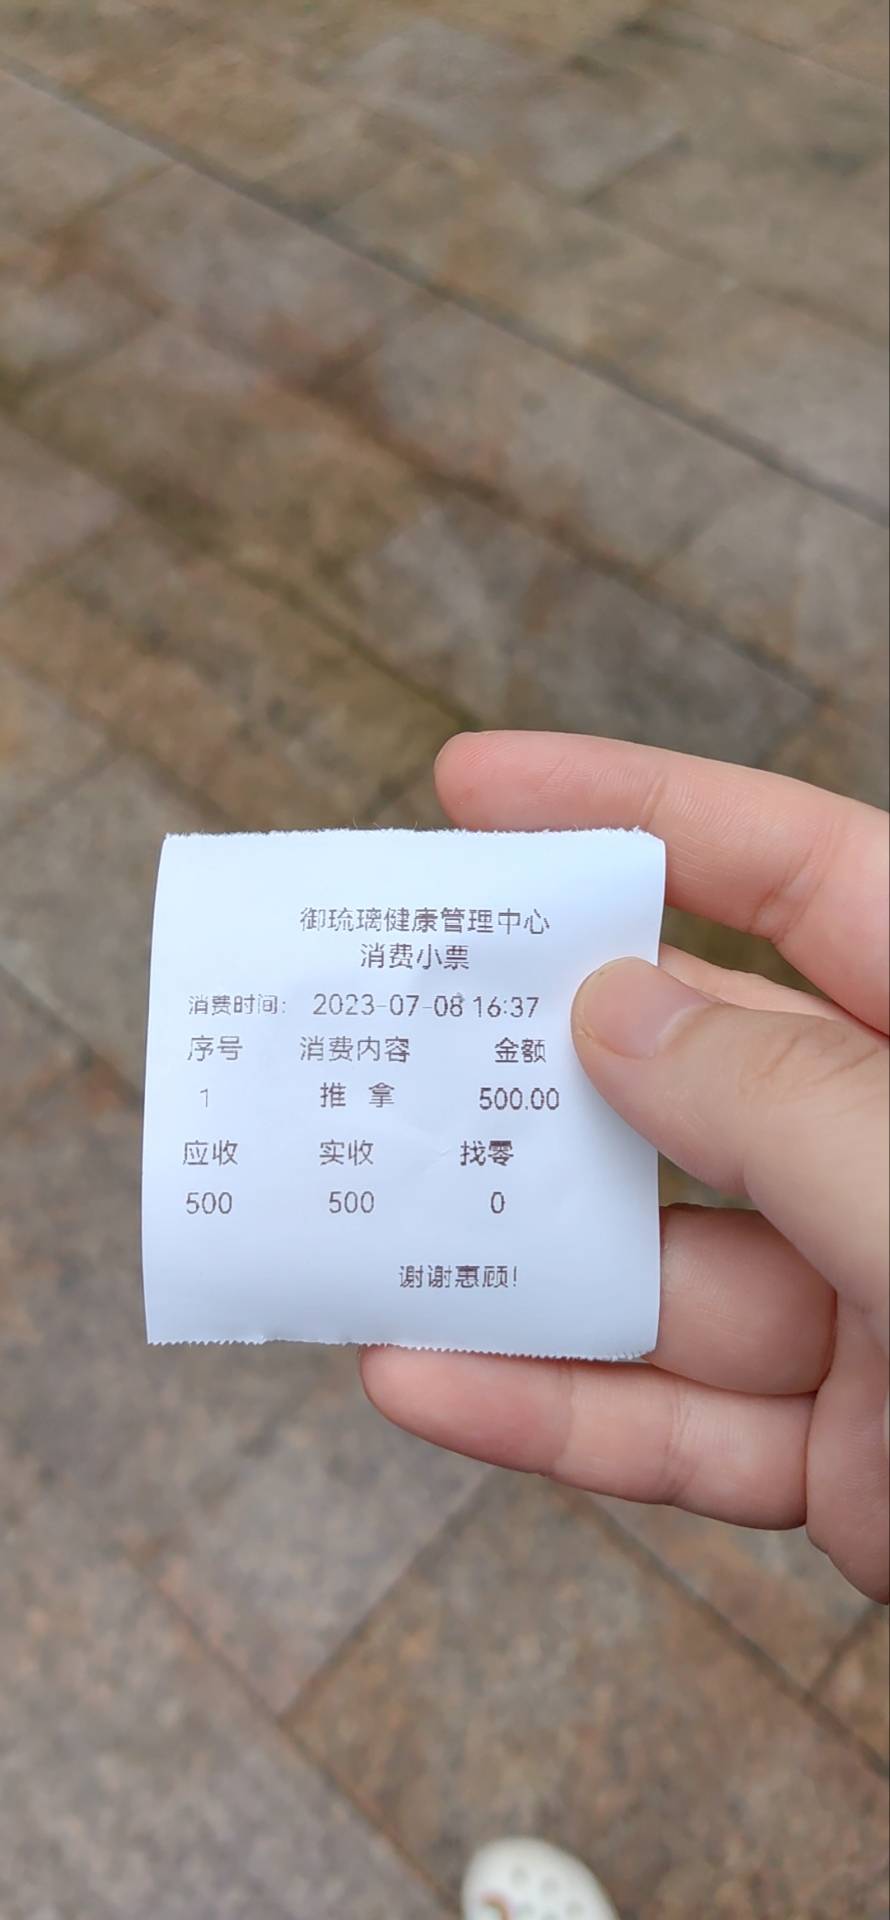 御琉璃健康管理中心
消费小票
消费时间: 2023-07-08 16:37
序号 消费内容 金额
1 推 拿 500.00
应收 实收 找零
500 500 0
谢谢惠顾!